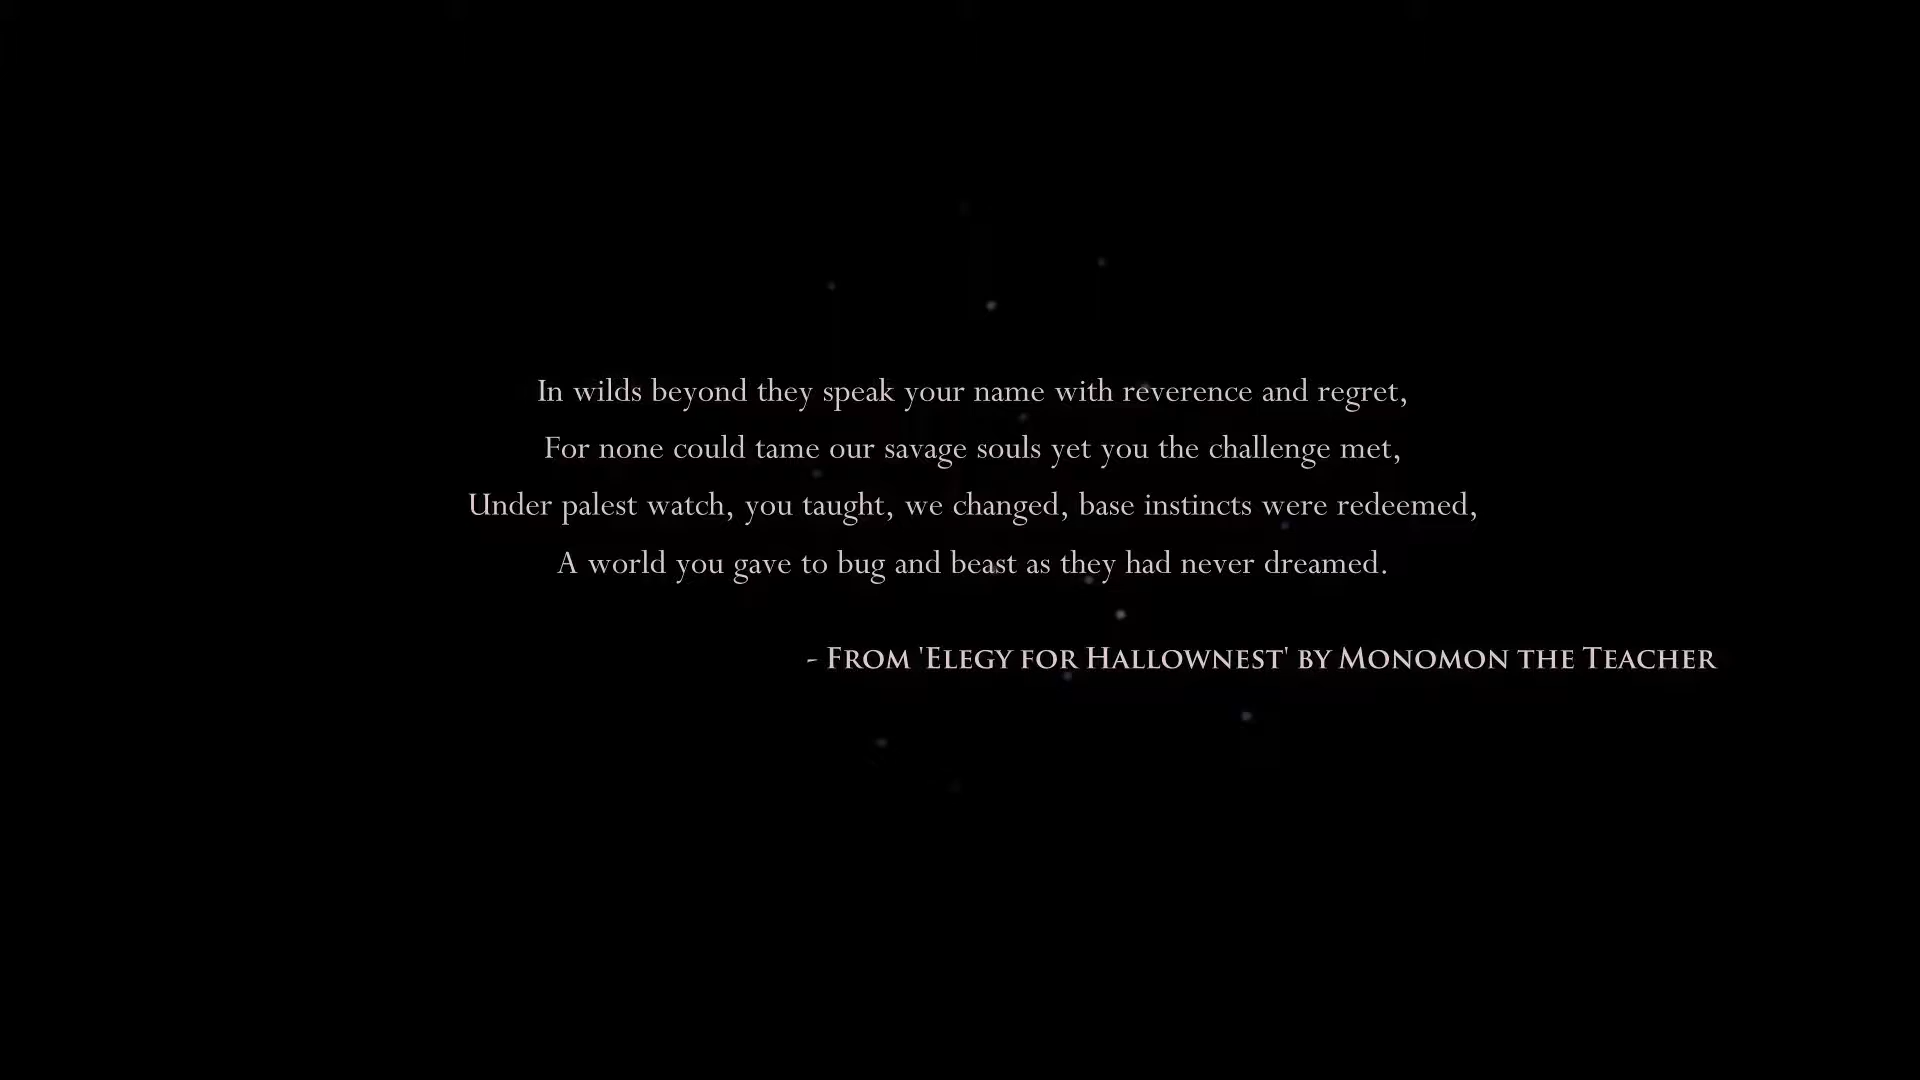 In wilds beyond they speak your name with reverence and regret,
For none could tame our savage souls yet you the challenge met,
Under palest watch, you taught, we changed, base instincts were redeemed,
A world you gave to bug and beast as they had never dreamed.
- From 'Elegy for Hallownest' by Monomon the Teacher